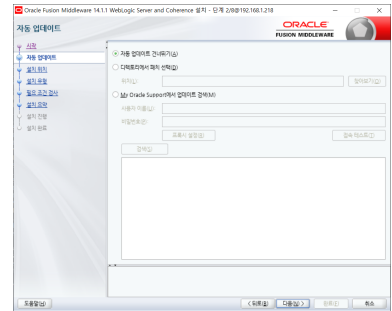 Oracle Fusion Middleware 14.1.1 WebLogic Server and Coherence 설치 - 단계 2/8@192.168.1.218
자동 업데이트
ORACLE
FUSION MIDDLEWARE
시작
자동 업데이트
설치 위치
설치 유형
필요 조건 검사
설치 요약
설치 진행
설치 완료
자동 업데이트 건너뛰기(A)
디렉토리에서 패치 선택(D)
위치(L):
찾아보기(O)
My Oracle Support에서 업데이트 검색(M)
사용자 이름(U):
비밀번호(P):
프록시 설정(R)
접속 테스트(T)
검색(S)
도움말(H)
< 뒤로(B)
다음(N) >
완료(F)
취소